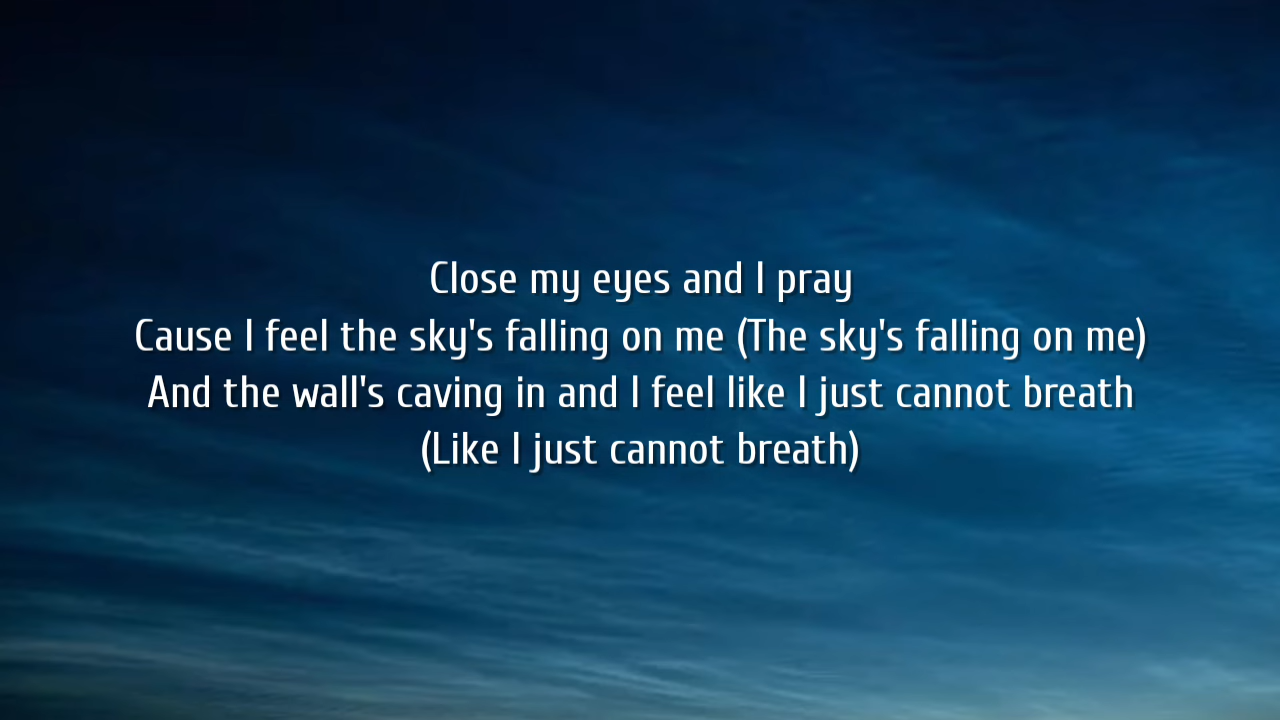 Close my eyes and I pray
Cause I feel the sky's falling on me (The sky's falling on me)
And the wall's caving in and I feel like I just cannot breath
(Like I just cannot breath)